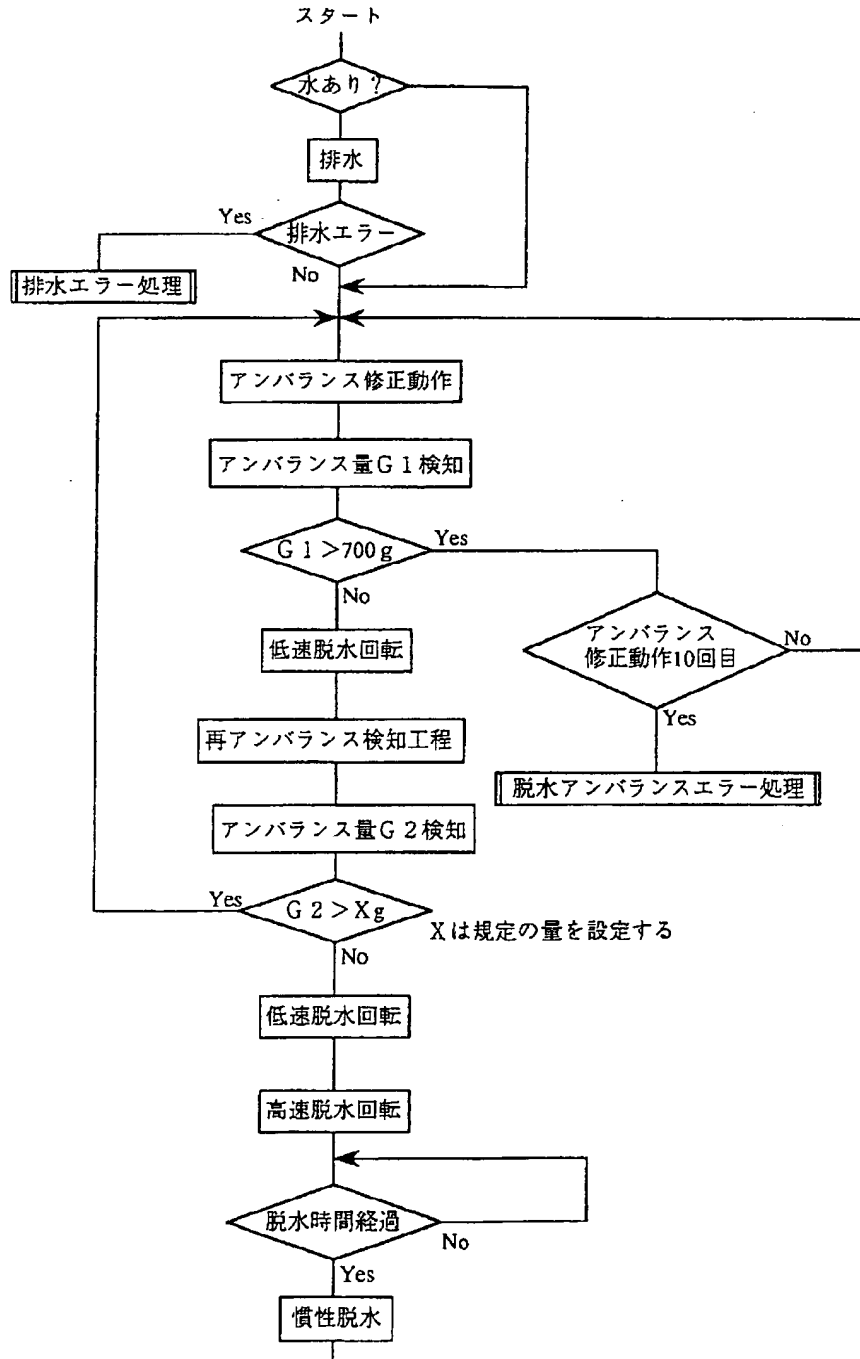 スタート
水あり?
排水
Yes
排水エラー
No
排水エラー処理
アンバランス修正動作
アンバランス量G1検知
G1>700g
Yes
No
アンバランス
修正動作10回目
No
低速脱水回転
Yes
再アンバランス検知工程
脱水アンバランスエラー処理
アンバランス量G2検知
Yes
G2>Xg
Xは規定の量を設定する
No
低速脱水回転
高速脱水回転
脱水時間経過
No
Yes
慣性脱水